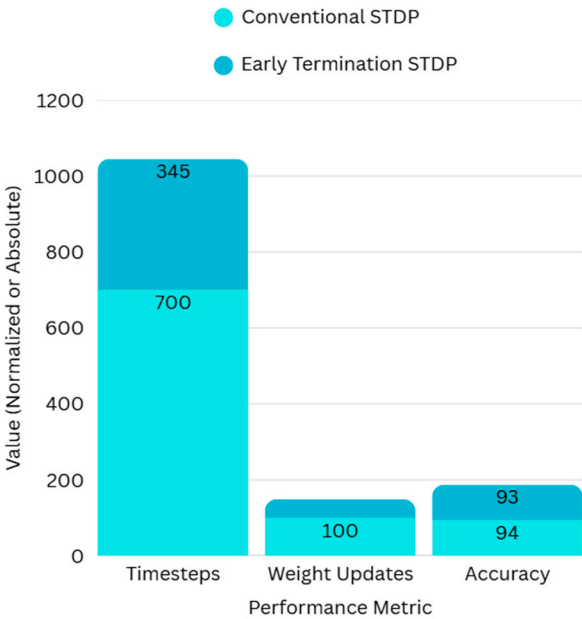 Conventional STDP
Early Termination STDP
Value (Normalized or Absolute)
1200
1000
800
600
400
200
0
345
700
100
93
94
Timesteps Weight Updates Accuracy
Performance Metric